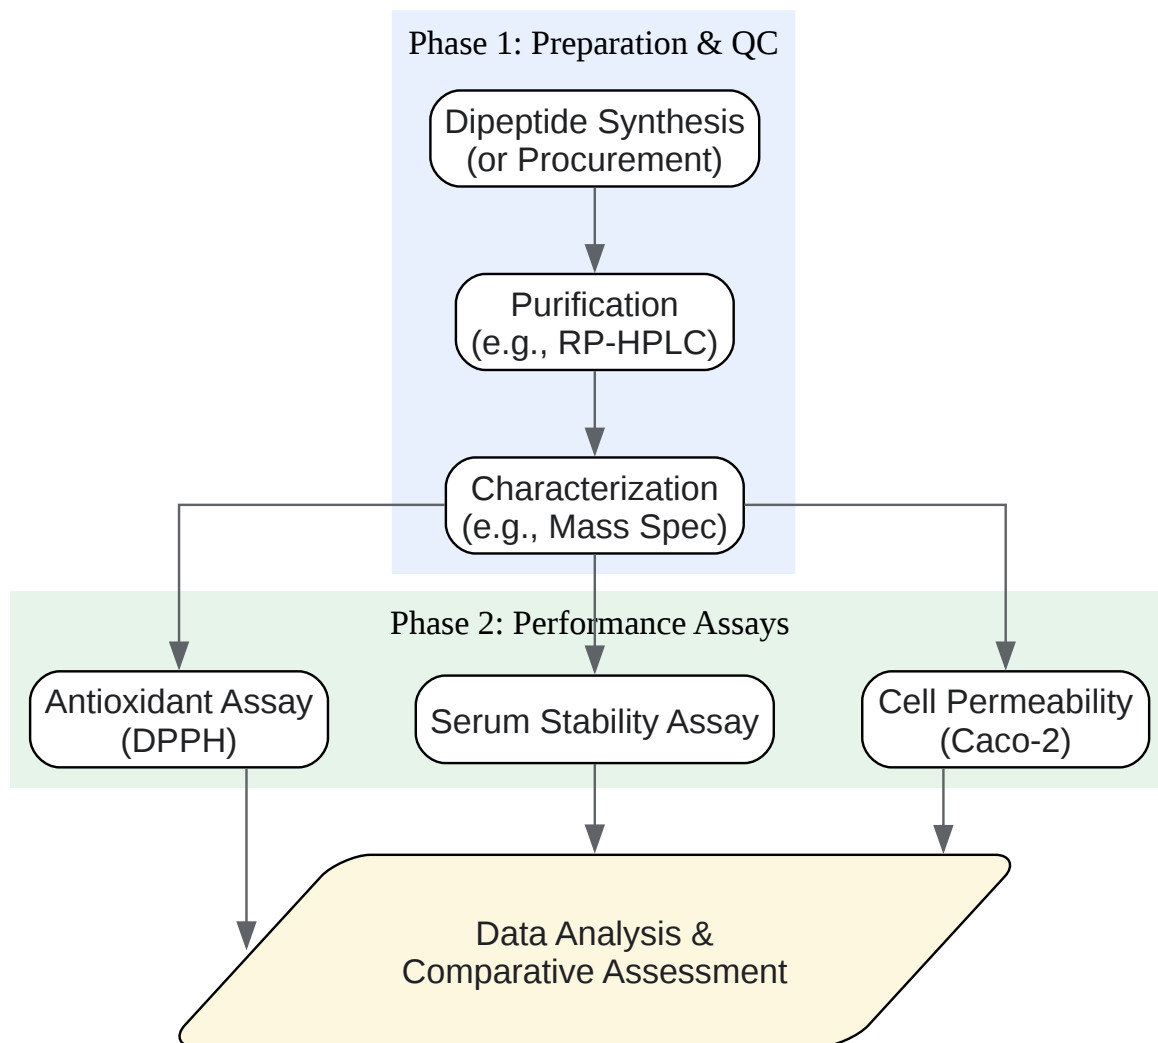 Phase 1: Preparation & QC
Dipeptide Synthesis
(or Procurement)
Purification
(e.g., RP-HPLC)
Characterization
(e.g., Mass Spec)
Phase 2: Performance Assays
Antioxidant Assay
(DPPH)
Serum Stability Assay
Cell Permeability
(Caco-2)
Data Analysis &
Comparative Assessment